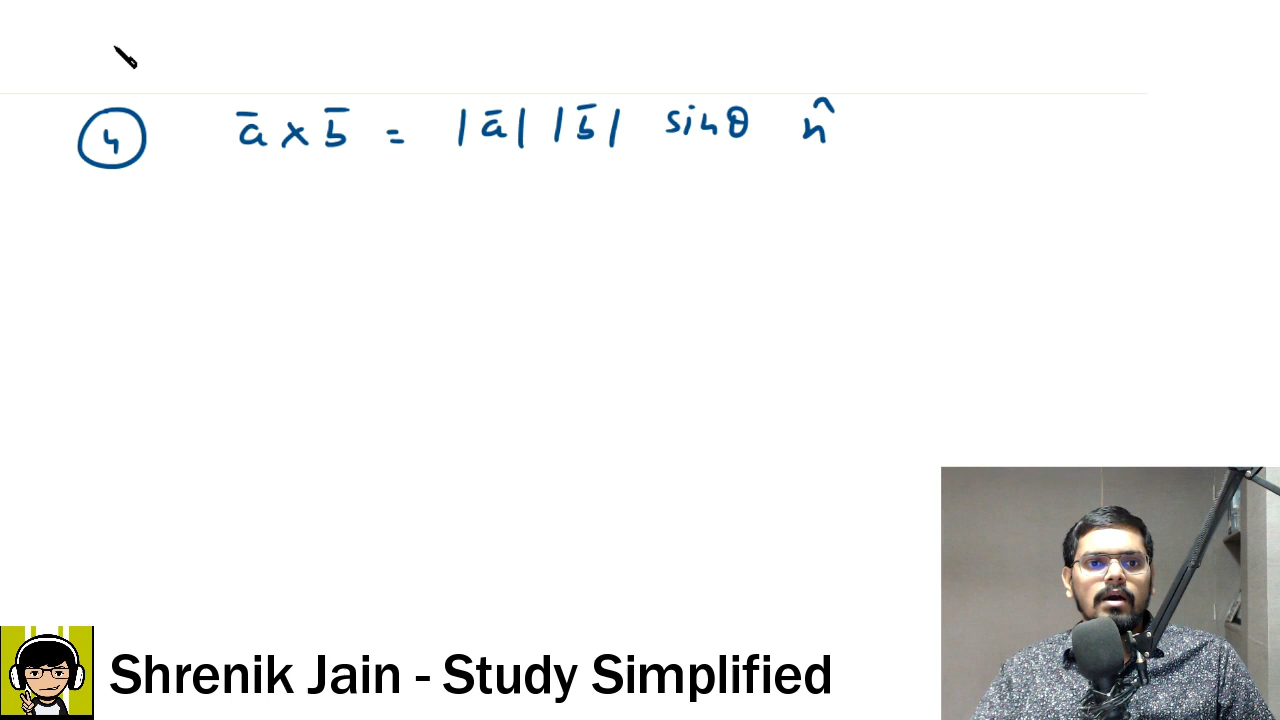 ④ a̅ × b̅ = |a̅| |b̅| sinθ n̂
Shrenik Jain - Study Simplified